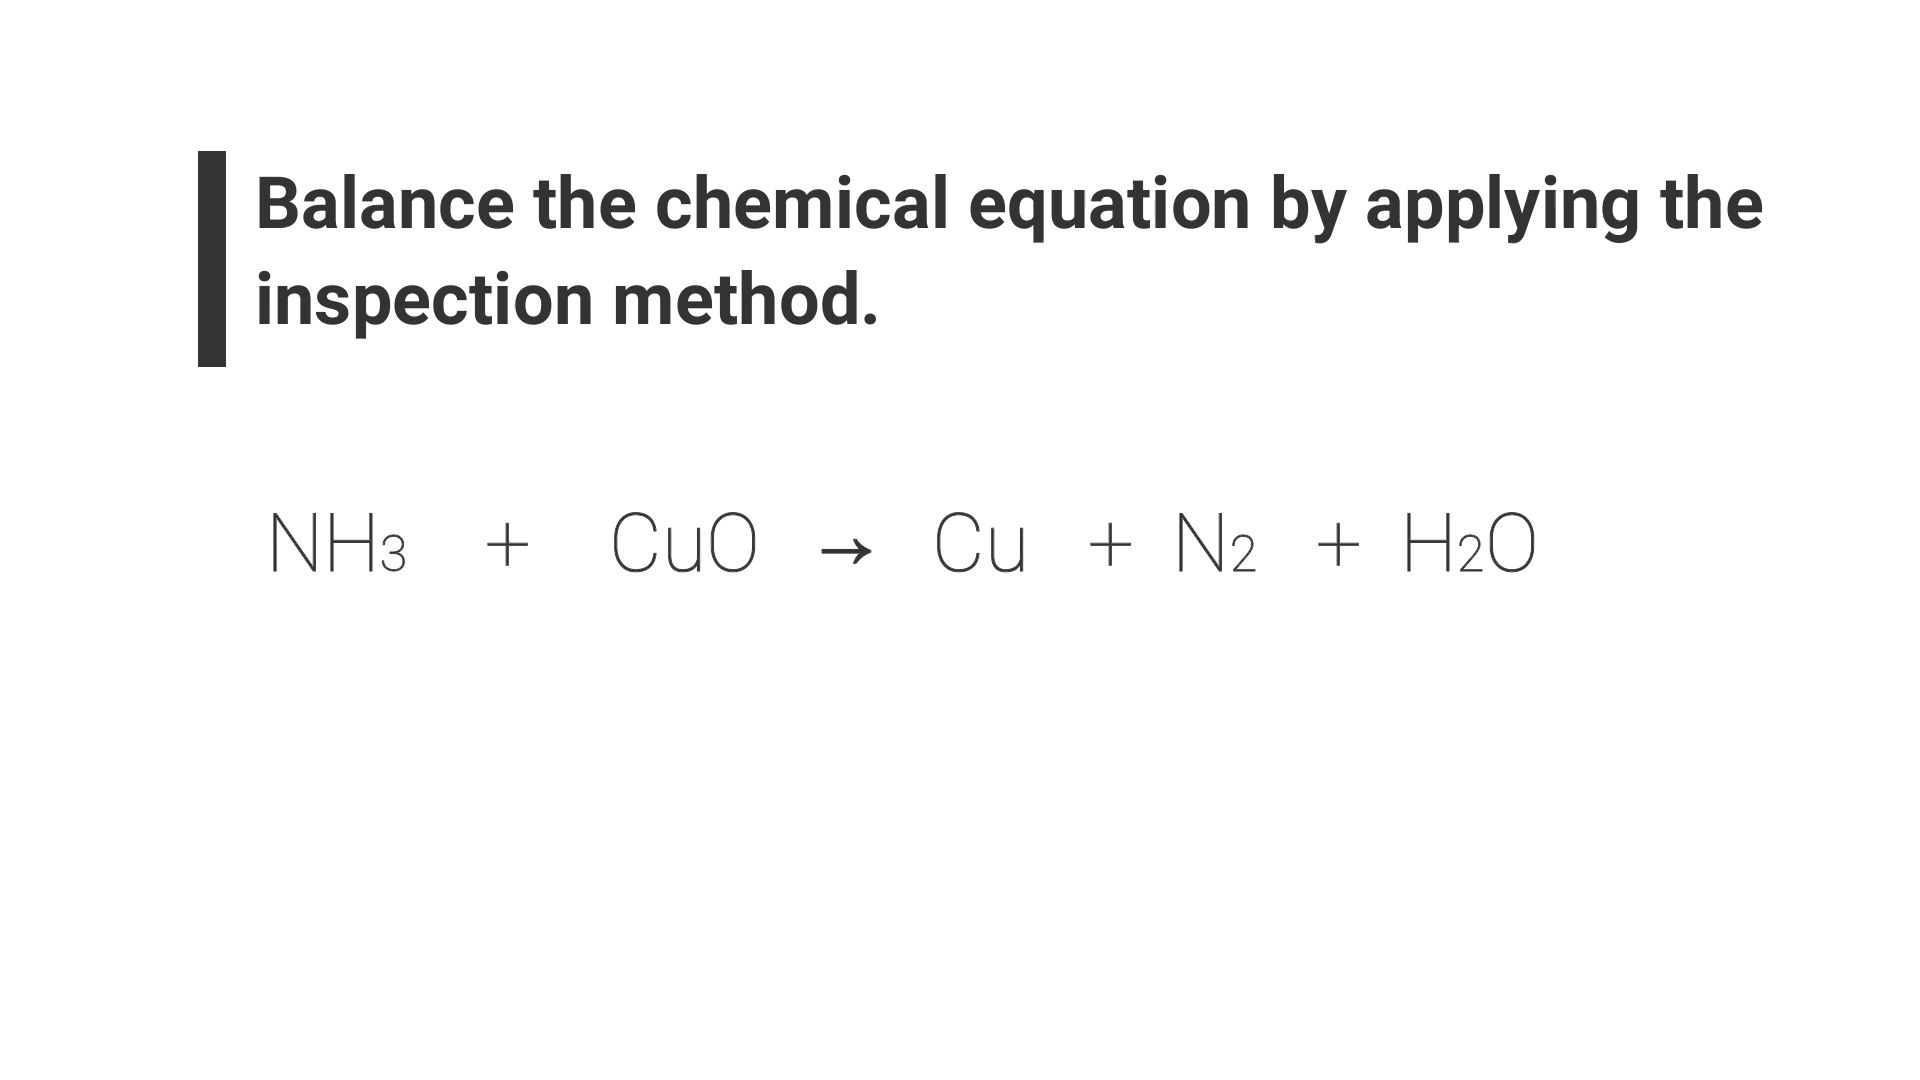 Balance the chemical equation by applying the
inspection method.
NH3 + CuO → Cu + N2 + H2O